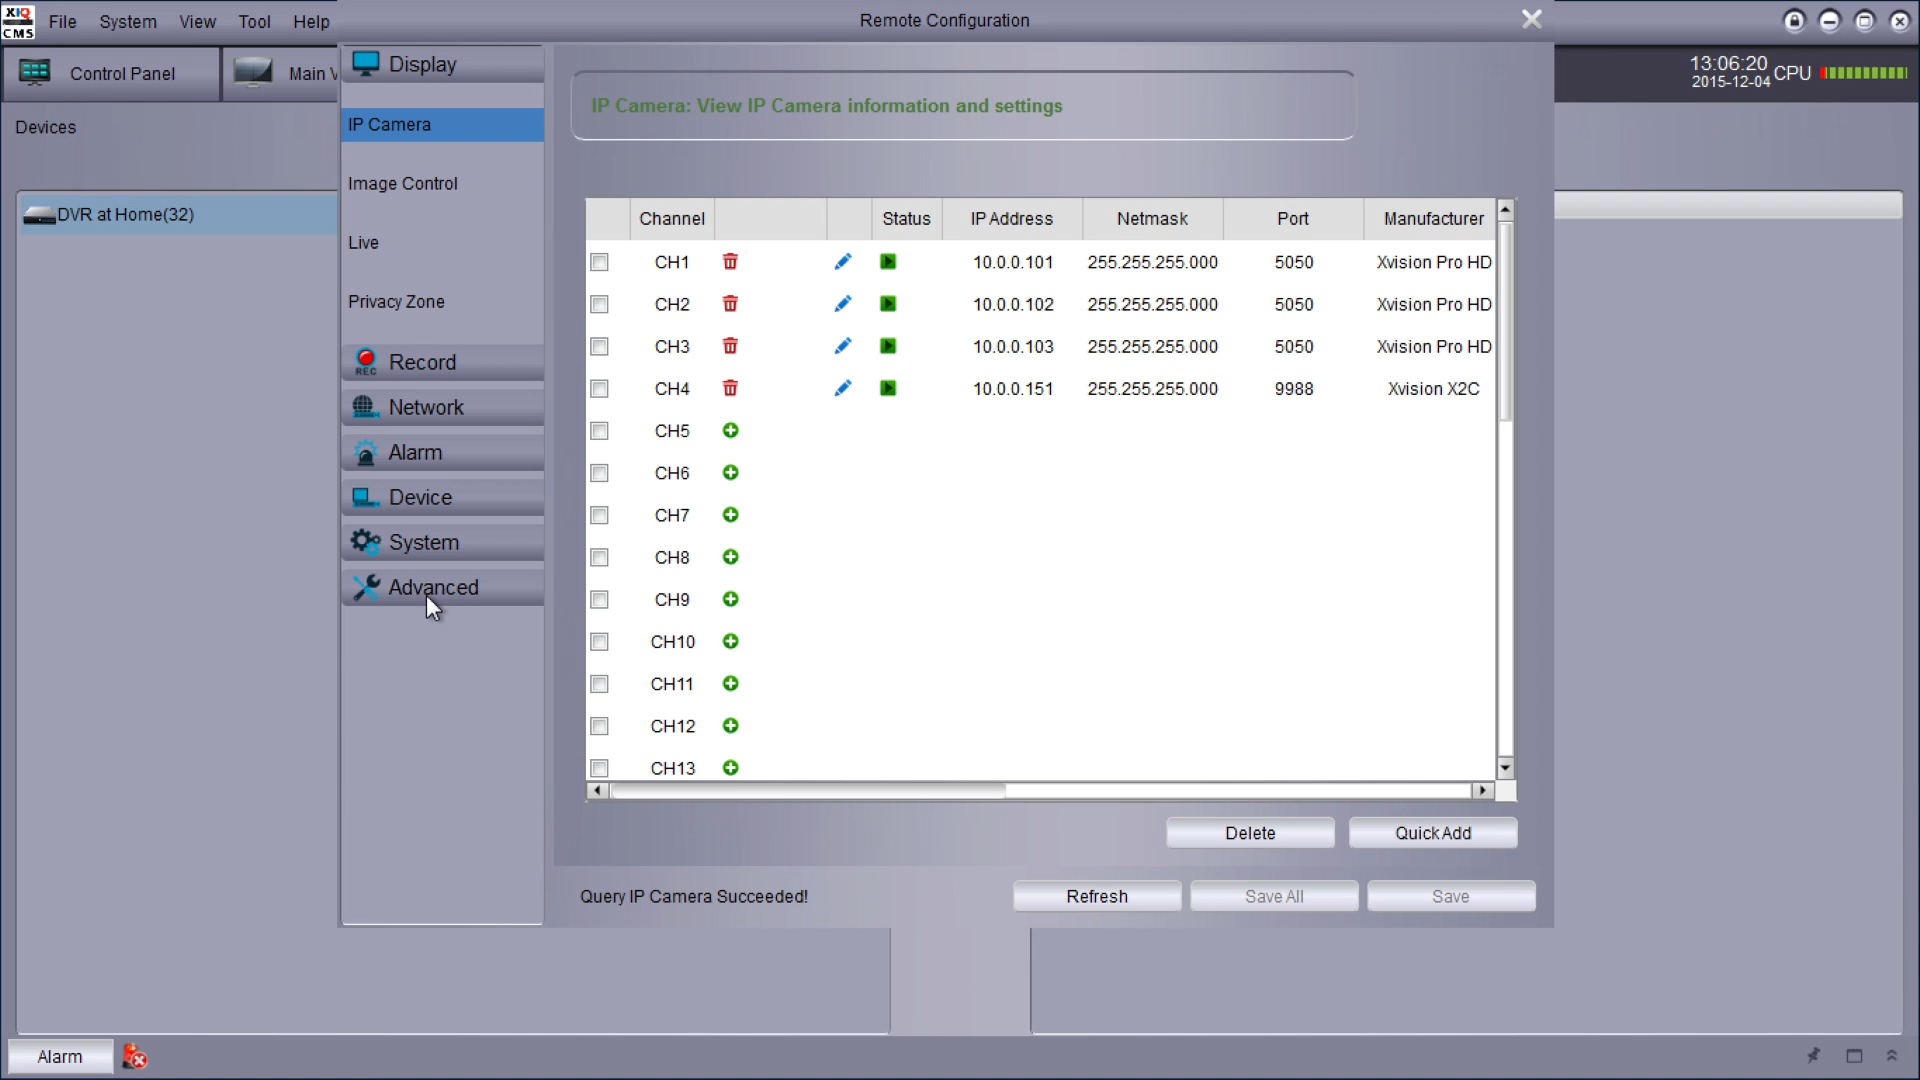 XIQ
CMS
File System View Tool Help
Remote Configuration
Control Panel
Main V
13:06:20
2015-12-04
CPU
Devices
DVR at Home(32)
Display
IP Camera
Image Control
Live
Privacy Zone
REC
Record
Network
Alarm
Device
System
Advanced
IP Camera: View IP Camera information and settings
Channel Status IP Address Netmask Port Manufacturer
CH1 10.0.0.101 255.255.255.000 5050 Xvision Pro HD
CH2 10.0.0.102 255.255.255.000 5050 Xvision Pro HD
CH3 10.0.0.103 255.255.255.000 5050 Xvision Pro HD
CH4 10.0.0.151 255.255.255.000 9988 Xvision X2C
CH5
CH6
CH7
CH8
CH9
CH10
CH11
CH12
CH13
Delete Quick Add
Query IP Camera Succeeded!
Refresh Save All Save
Alarm